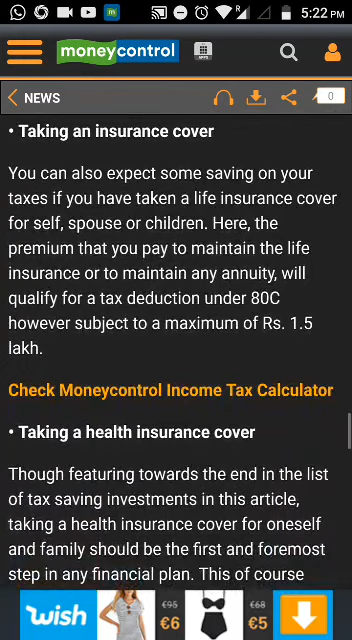 5:22 PM
moneycontrol
APPS
NEWS
0
• Taking an insurance cover
You can also expect some saving on your
taxes if you have taken a life insurance cover
for self, spouse or children. Here, the
premium that you pay to maintain the life
insurance or to maintain any annuity, will
qualify for a tax deduction under 80C
however subject to a maximum of Rs. 1.5
lakh.
Check Moneycontrol Income Tax Calculator
• Taking a health insurance cover
Though featuring towards the end in the list
of tax saving investments in this article,
taking a health insurance cover for oneself
and family should be the first and foremost
step in any financial plan. This of course
wish
€95
€6
€68
€5